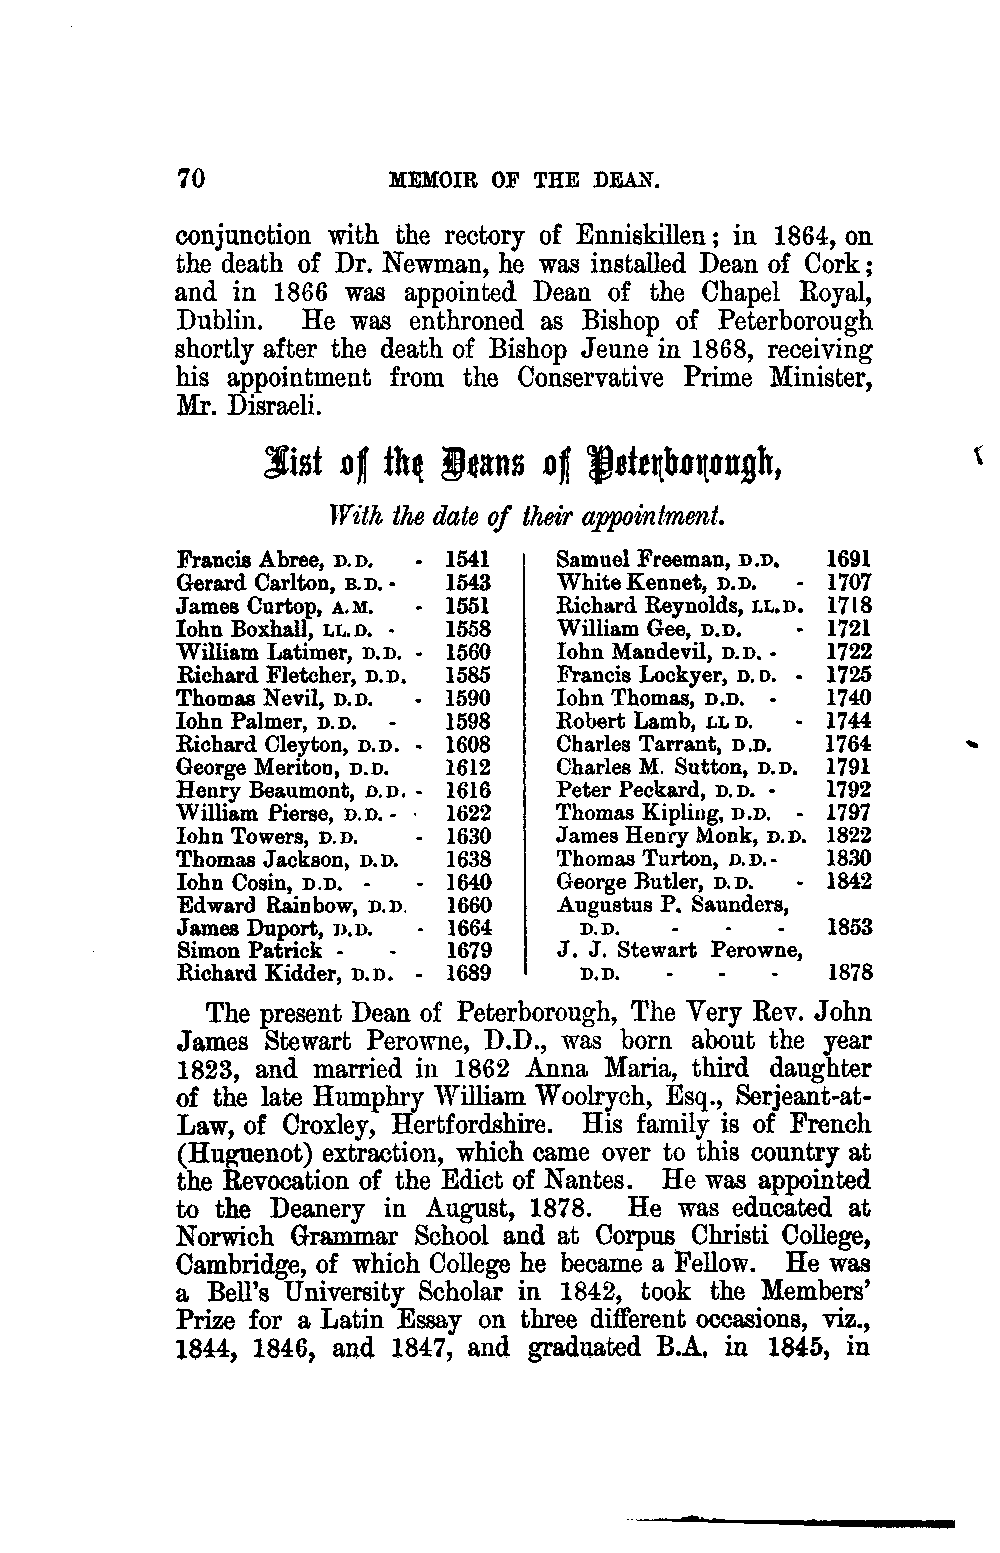 70 MEMOIR OF THE DEAN.
conjunction with the rectory of Enniskillen; in 1864, on
the death of Dr. Newman, he was installed Dean of Cork;
and in 1866 was appointed Dean of the Chapel Royal,
Dublin. He was enthroned as Bishop of Peterborough
shortly after the death of Bishop Jeune in 1868, receiving
his appointment from the Conservative Prime Minister,
Mr. Disraeli.
List of the Deans of Peterborough,
With the date of their appointment.
Francis Abree, D.D. - 1541
Gerard Carlton, B.D. - 1543
James Curtop, A.M. - 1551
Iohn Boxhall, LL.D. - 1558
William Latimer, D.D. - 1560
Richard Fletcher, D.D. 1585
Thomas Nevil, D.D. - 1590
Iohn Palmer, D.D. - 1598
Richard Cleyton, D.D. - 1608
George Meriton, D.D. 1612
Henry Beaumont, D.D. - 1616
William Pierse, D.D. - - 1622
Iohn Towers, D.D. - 1630
Thomas Jackson, D.D. 1638
Iohn Cosin, D.D. - - 1640
Edward Rainbow, D.D. 1660
James Duport, D.D. - 1664
Simon Patrick - - 1679
Richard Kidder, D.D. - 1689
Samuel Freeman, D.D. 1691
White Kennet, D.D. - 1707
Richard Reynolds, LL.D. 1718
William Gee, D.D. - 1721
Iohn Mandevil, D.D. - 1722
Francis Lockyer, D.D. - 1725
Iohn Thomas, D.D. - 1740
Robert Lamb, LL D. - 1744
Charles Tarrant, D.D. 1764
Charles M. Sutton, D.D. 1791
Peter Peckard, D.D. - 1792
Thomas Kipling, D.D. - 1797
James Henry Monk, D.D. 1822
Thomas Turton, D.D. - 1830
George Butler, D.D. - 1842
Augustus P. Saunders,
D.D. - - - 1853
J. J. Stewart Perowne,
D.D. - - - 1878
The present Dean of Peterborough, The Very Rev. John
James Stewart Perowne, D.D., was born about the year
1823, and married in 1862 Anna Maria, third daughter
of the late Humphry William Woolrych, Esq., Serjeant-at-
Law, of Croxley, Hertfordshire. His family is of French
(Huguenot) extraction, which came over to this country at
the Revocation of the Edict of Nantes. He was appointed
to the Deanery in August, 1878. He was educated at
Norwich Grammar School and at Corpus Christi College,
Cambridge, of which College he became a Fellow. He was
a Bell's University Scholar in 1842, took the Members'
Prize for a Latin Essay on three different occasions, viz.,
1844, 1846, and 1847, and graduated B.A. in 1845, in